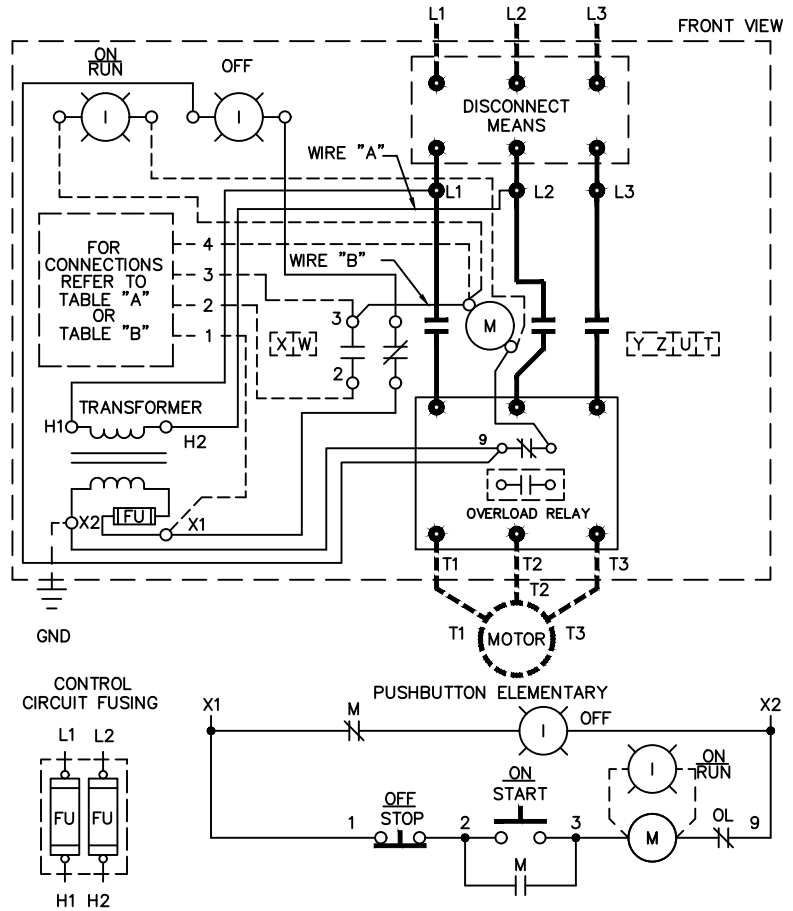 L1 L2 L3
FRONT VIEW
ON
RUN
OFF
I
I
DISCONNECT
MEANS
WIRE "A"
L1 L2 L3
FOR
CONNECTIONS
REFER TO
TABLE "A"
OR
TABLE "B"
4
3
2
1
WIRE "B"
3
2
X W
M
Y Z U T
TRANSFORMER
H1
H2
9
FU
X2
X1
OVERLOAD RELAY
T1 T2 T3
T2
T1
T3
MOTOR
GND
CONTROL
CIRCUIT FUSING
L1 L2
FU FU
H1 H2
PUSHBUTTON ELEMENTARY
X1
X2
M
I
OFF
I
ON
RUN
OFF
STOP
ON
START
1
2
3
M
OL
9
M